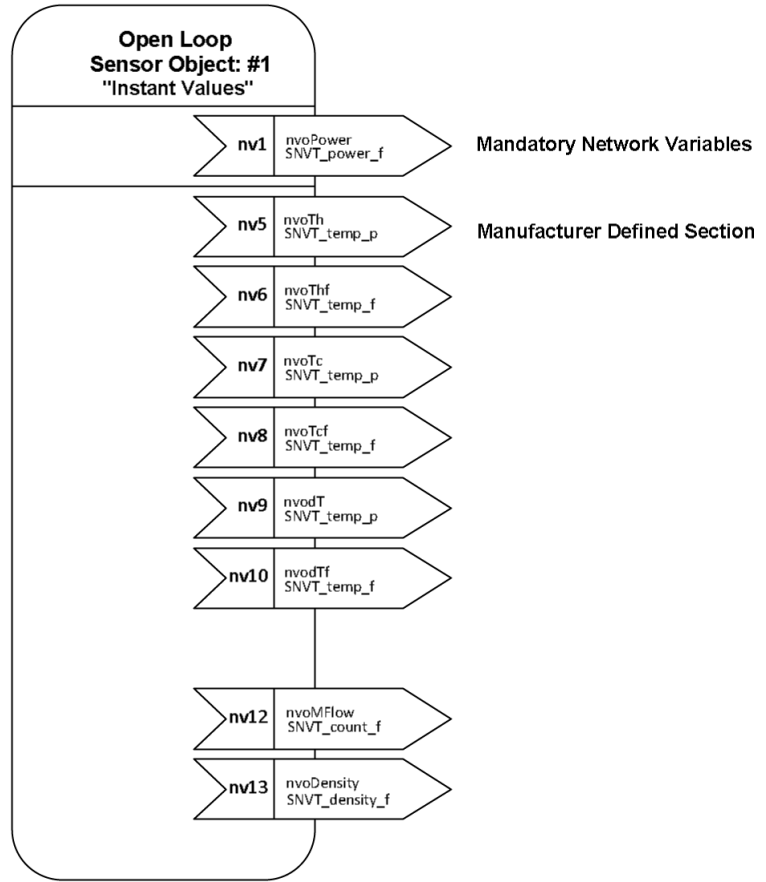 Open Loop
Sensor Object: #1
"Instant Values"
nv1
nvoPower
SNVT_power_f
Mandatory Network Variables
nv5
nvoTh
SNVT_temp_p
Manufacturer Defined Section
nv6
nvoThf
SNVT_temp_f
nv7
nvoTc
SNVT_temp_p
nv8
nvoTcf
SNVT_temp_f
nv9
nvodT
SNVT_temp_p
nv10
nvodTf
SNVT_temp_f
nv12
nvoMFlow
SNVT_count_f
nv13
nvoDensity
SNVT_density_f